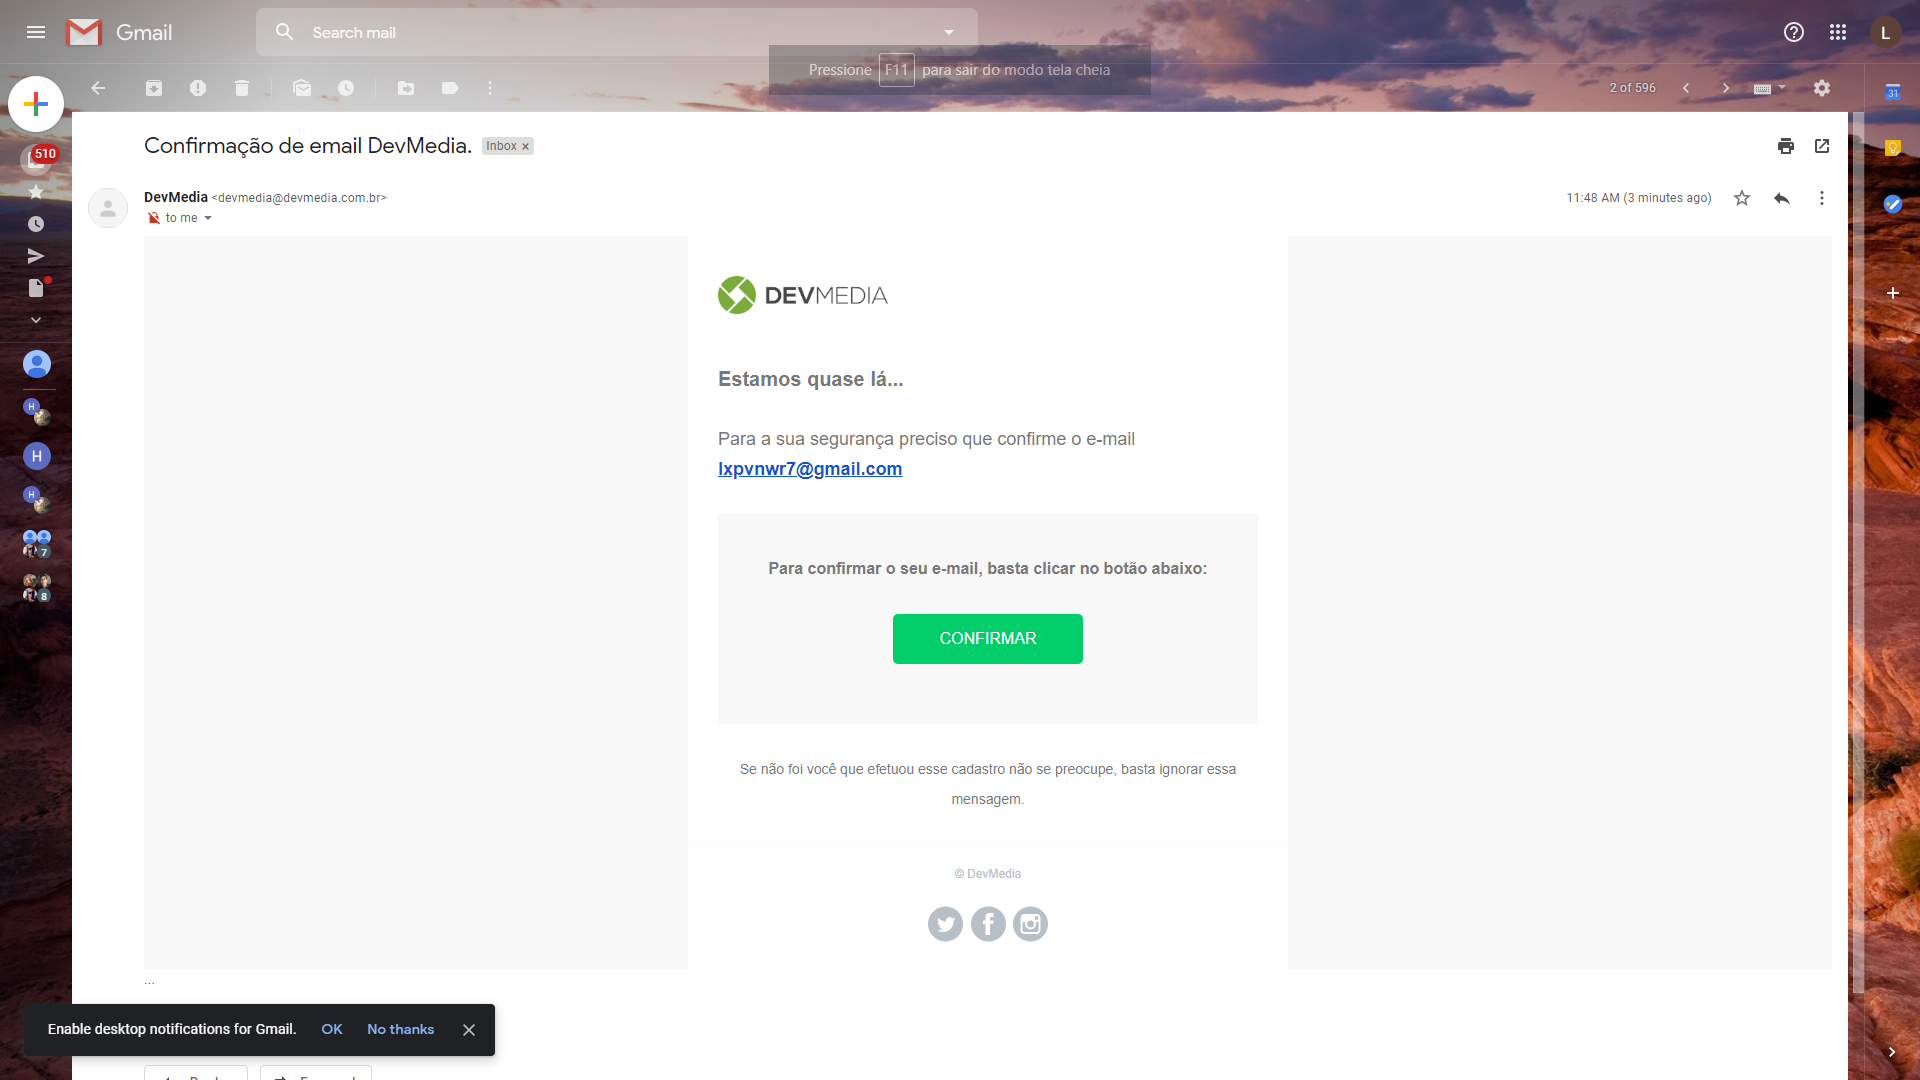 Gmail
Search mail
L
Pressione F11 para sair do modo tela cheia
2 of 596
31
510
Confirmação de email DevMedia.
Inbox ×
DevMedia <devmedia@devmedia.com.br>
11:48 AM (3 minutes ago)
to me
DEVMEDIA
Estamos quase lá...
Para a sua segurança preciso que confirme o e-mail
lxpvnwr7@gmail.com
Para confirmar o seu e-mail, basta clicar no botão abaixo:
CONFIRMAR
Se não foi você que efetuou esse cadastro não se preocupe, basta ignorar essa
mensagem.
© DevMedia
H
H
H
7
8
...
Enable desktop notifications for Gmail.
OK
No thanks